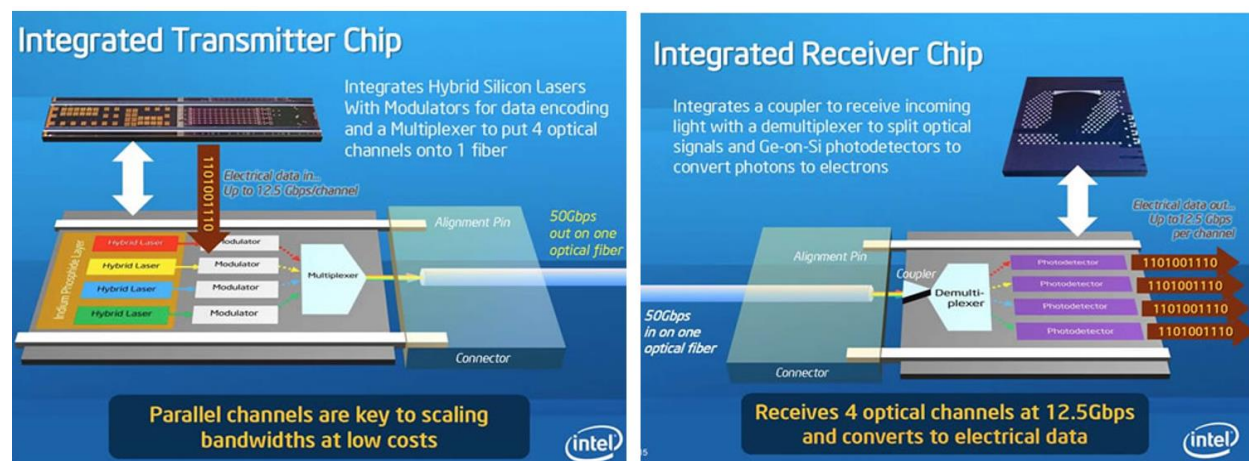 Integrated Transmitter Chip
Integrates Hybrid Silicon Lasers
With Modulators for data encoding
and a Multiplexer to put 4 optical
channels onto 1 fiber
1101001110
Electrical data in...
Up to 12.5 Gbps/channel
Alignment Pin
50Gbps
out on one
optical fiber
Indium Phosphide Layer
Hybrid Laser
Modulator
Hybrid Laser
Modulator
Hybrid Laser
Modulator
Hybrid Laser
Modulator
Multiplexer
Connector
Parallel channels are key to scaling
bandwidths at low costs
intel
Integrated Receiver Chip
Integrates a coupler to receive incoming
light with a demultiplexer to split optical
signals and Ge-on-Si photodetectors to
convert photons to electrons
Electrical data out...
Up to12.5 Gbps
per channel
Alignment Pin
Coupler
Demulti-
plexer
Photodetector
1101001110
Photodetector
1101001110
Photodetector
1101001110
Photodetector
1101001110
50Gbps
in on one
optical fiber
Connector
Receives 4 optical channels at 12.5Gbps
and converts to electrical data
intel